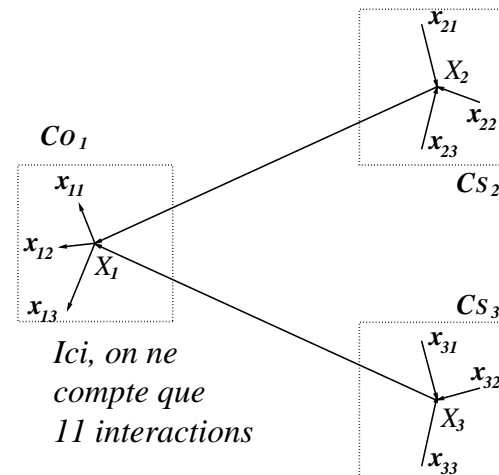 x21
X2
x22
x23
Cs2
Co1
x11
x12
X1
x13
Cs3
x31
x32
X3
x33
Ici, on ne
compte que
11 interactions